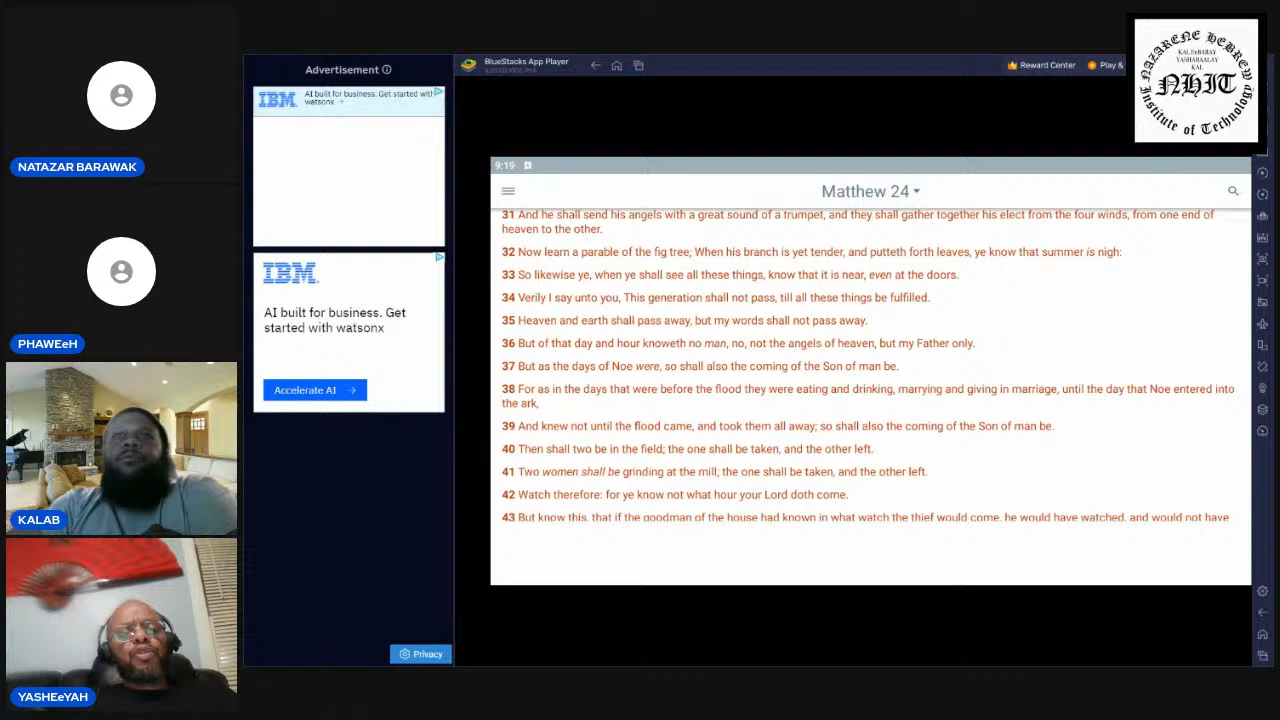 NATAZAR BARAWAK
PHAWEeH
KALAB
YASHEeYAH
Advertisement
IBM
AI built for business. Get started with
watsonx →
IBM
AI built for business. Get
started with watsonx
Accelerate AI →
Privacy
BlueStacks App Player
Reward Center
Play &
NAZARENE HEBREW
Institute of Technology
KAL EeBARAY
YASHARAALAY
KAL
NHIT
9:19
Matthew 24
31 And he shall send his angels with a great sound of a trumpet, and they shall gather together his elect from the four winds, from one end of
heaven to the other.
32 Now learn a parable of the fig tree; When his branch is yet tender, and putteth forth leaves, ye know that summer is nigh:
33 So likewise ye, when ye shall see all these things, know that it is near, even at the doors.
34 Verily I say unto you, This generation shall not pass, till all these things be fulfilled.
35 Heaven and earth shall pass away, but my words shall not pass away.
36 But of that day and hour knoweth no man, no, not the angels of heaven, but my Father only.
37 But as the days of Noe were, so shall also the coming of the Son of man be.
38 For as in the days that were before the flood they were eating and drinking, marrying and giving in marriage, until the day that Noe entered into
the ark,
39 And knew not until the flood came, and took them all away; so shall also the coming of the Son of man be.
40 Then shall two be in the field; the one shall be taken, and the other left.
41 Two women shall be grinding at the mill; the one shall be taken, and the other left.
42 Watch therefore: for ye know not what hour your Lord doth come.
43 But know this, that if the goodman of the house had known in what watch the thief would come, he would have watched, and would not have